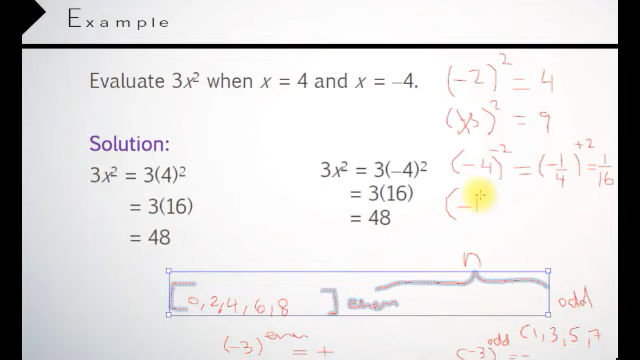 Example
Evaluate 3x² when x = 4 and x = –4.
(-2)² = 4
)² = 9
Solution:
3x² = 3(4)²
= 3(16)
= 48
3x² = 3(–4)²
= 3(16)
= 48
(-4)⁻² = (-1/4)⁺² = 1/16
(-1
n
[0, 2, 4, 6, 8 ] even
odd
(-3)^even = +
(-3)^odd = -
(1, 3, 5, 7